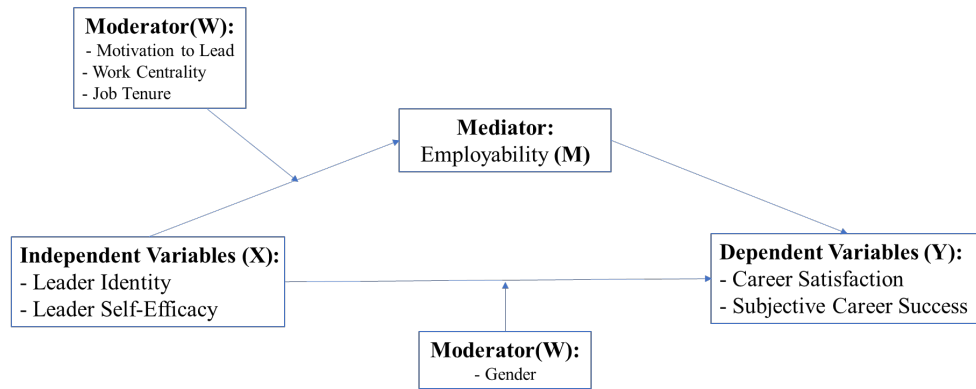 Moderator(W):
- Motivation to Lead
- Work Centrality
- Job Tenure
Mediator:
Employability (M)
Independent Variables (X):
- Leader Identity
- Leader Self-Efficacy
Dependent Variables (Y):
- Career Satisfaction
- Subjective Career Success
Moderator(W):
- Gender